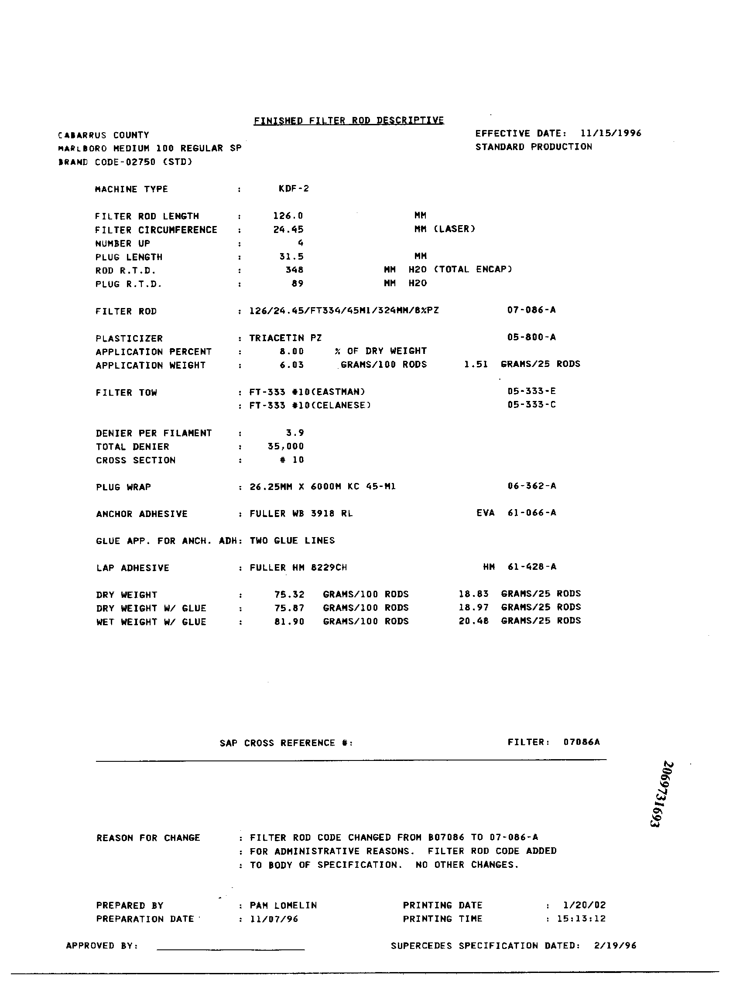 FINISHED FILTER ROD DESCRIPTIVE
CABARRUS COUNTY EFFECTIVE DATE: 11/15/1996
MARLBORO MEDIUM 100 REGULAR SP STANDARD PRODUCTION
BRAND CODE-02750 (STD)
MACHINE TYPE : KDF-2
FILTER ROD LENGTH : 126.0 MM
FILTER CIRCUMFERENCE : 24.45 MM (LASER)
NUMBER UP : 4
PLUG LENGTH : 31.5 MM
ROD R.T.D. : 348 MM H2O (TOTAL ENCAP)
PLUG R.T.D. : 89 MM H2O
FILTER ROD : 126/24.45/FT334/45M1/324MM/8%PZ 07-086-A
PLASTICIZER : TRIACETIN PZ 05-800-A
APPLICATION PERCENT : 8.00 % OF DRY WEIGHT
APPLICATION WEIGHT : 6.03 GRAMS/100 RODS 1.51 GRAMS/25 RODS
FILTER TOW : FT-333 #10(EASTMAN) 05-333-E
: FT-333 #10(CELANESE) 05-333-C
DENIER PER FILAMENT : 3.9
TOTAL DENIER : 35,000
CROSS SECTION : # 10
PLUG WRAP : 26.25MM X 6000M KC 45-M1 06-362-A
ANCHOR ADHESIVE : FULLER WB 3918 RL EVA 61-066-A
GLUE APP. FOR ANCH. ADH: TWO GLUE LINES
LAP ADHESIVE : FULLER HM 8229CH HM 61-428-A
DRY WEIGHT : 75.32 GRAMS/100 RODS 18.83 GRAMS/25 RODS
DRY WEIGHT W/ GLUE : 75.87 GRAMS/100 RODS 18.97 GRAMS/25 RODS
WET WEIGHT W/ GLUE : 81.90 GRAMS/100 RODS 20.48 GRAMS/25 RODS
SAP CROSS REFERENCE #: FILTER: 07086A
2069731693
REASON FOR CHANGE : FILTER ROD CODE CHANGED FROM B07086 TO 07-086-A
: FOR ADMINISTRATIVE REASONS. FILTER ROD CODE ADDED
: TO BODY OF SPECIFICATION. NO OTHER CHANGES.
PREPARED BY : PAM LOMELIN PRINTING DATE : 1/20/02
PREPARATION DATE : 11/07/96 PRINTING TIME : 15:13:12
APPROVED BY: SUPERCEDES SPECIFICATION DATED: 2/19/96